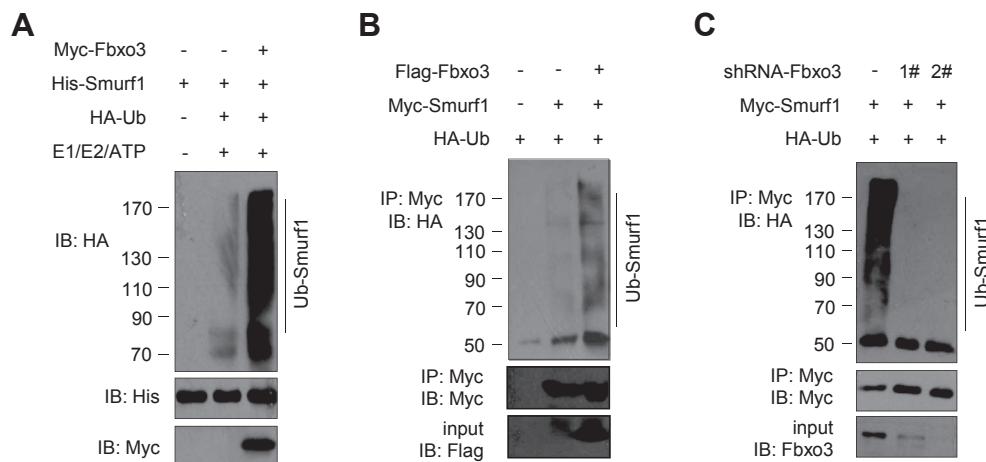 A
Myc-Fbxo3 - - +
His-Smurf1 + + +
HA-Ub - + +
E1/E2/ATP - + +
IB: HA
170
130
110
90
70
Ub-Smurf1
IB: His
IB: Myc
B
Flag-Fbxo3 - - +
Myc-Smurf1 - + +
HA-Ub + + +
IP: Myc
IB: HA
170
130
110
90
70
50
Ub-Smurf1
IP: Myc
IB: Myc
input
IB: Flag
C
shRNA-Fbxo3 - 1# 2#
Myc-Smurf1 + + +
HA-Ub + + +
IP: Myc
IB: HA
170
130
110
90
70
50
Ub-Smurf1
IP: Myc
IB: Myc
input
IB: Fbxo3